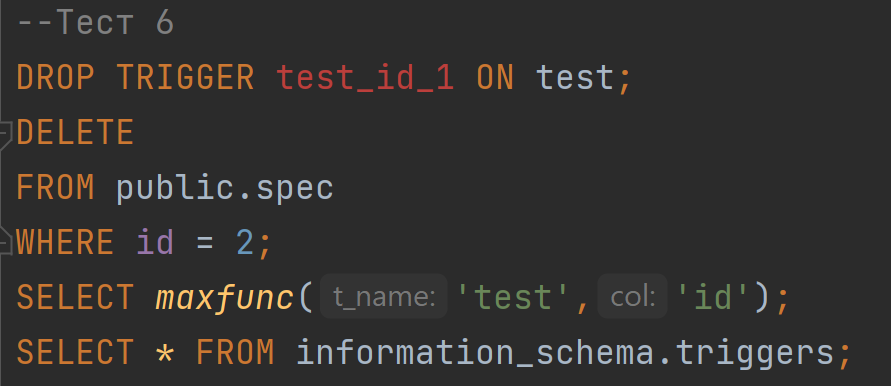 --Тест 6
DROP TRIGGER test_id_1 ON test;
DELETE
FROM public.spec
WHERE id = 2;
SELECT maxfunc( t_name: 'test', col: 'id');
SELECT * FROM information_schema.triggers;